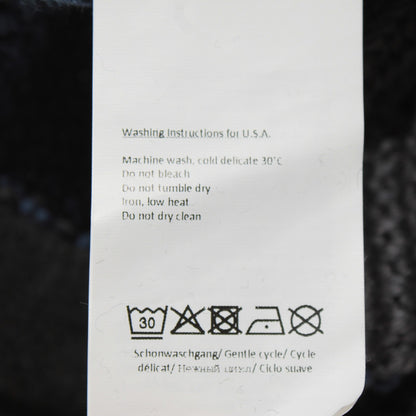 Washing Instructions for U.S.A.
Machine wash, cold delicate 30°C
Do not bleach
Do not tumble dry
Iron, low heat
Do not dry clean
30
Schonwaschgang/ Gentle cycle/ Cycle
délicat/ Нежный цикл/ Ciclo suave